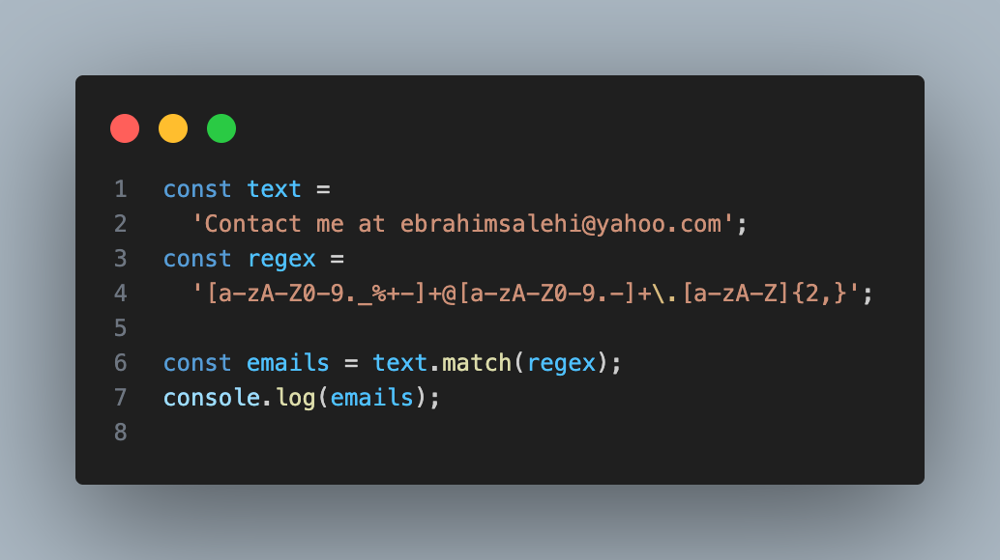 1 const text =
2 'Contact me at ebrahimsalehi@yahoo.com';
3 const regex =
4 '[a-zA-Z0-9._%+-]+@[a-zA-Z0-9.-]+\.[a-zA-Z]{2,}';
5
6 const emails = text.match(regex);
7 console.log(emails);
8